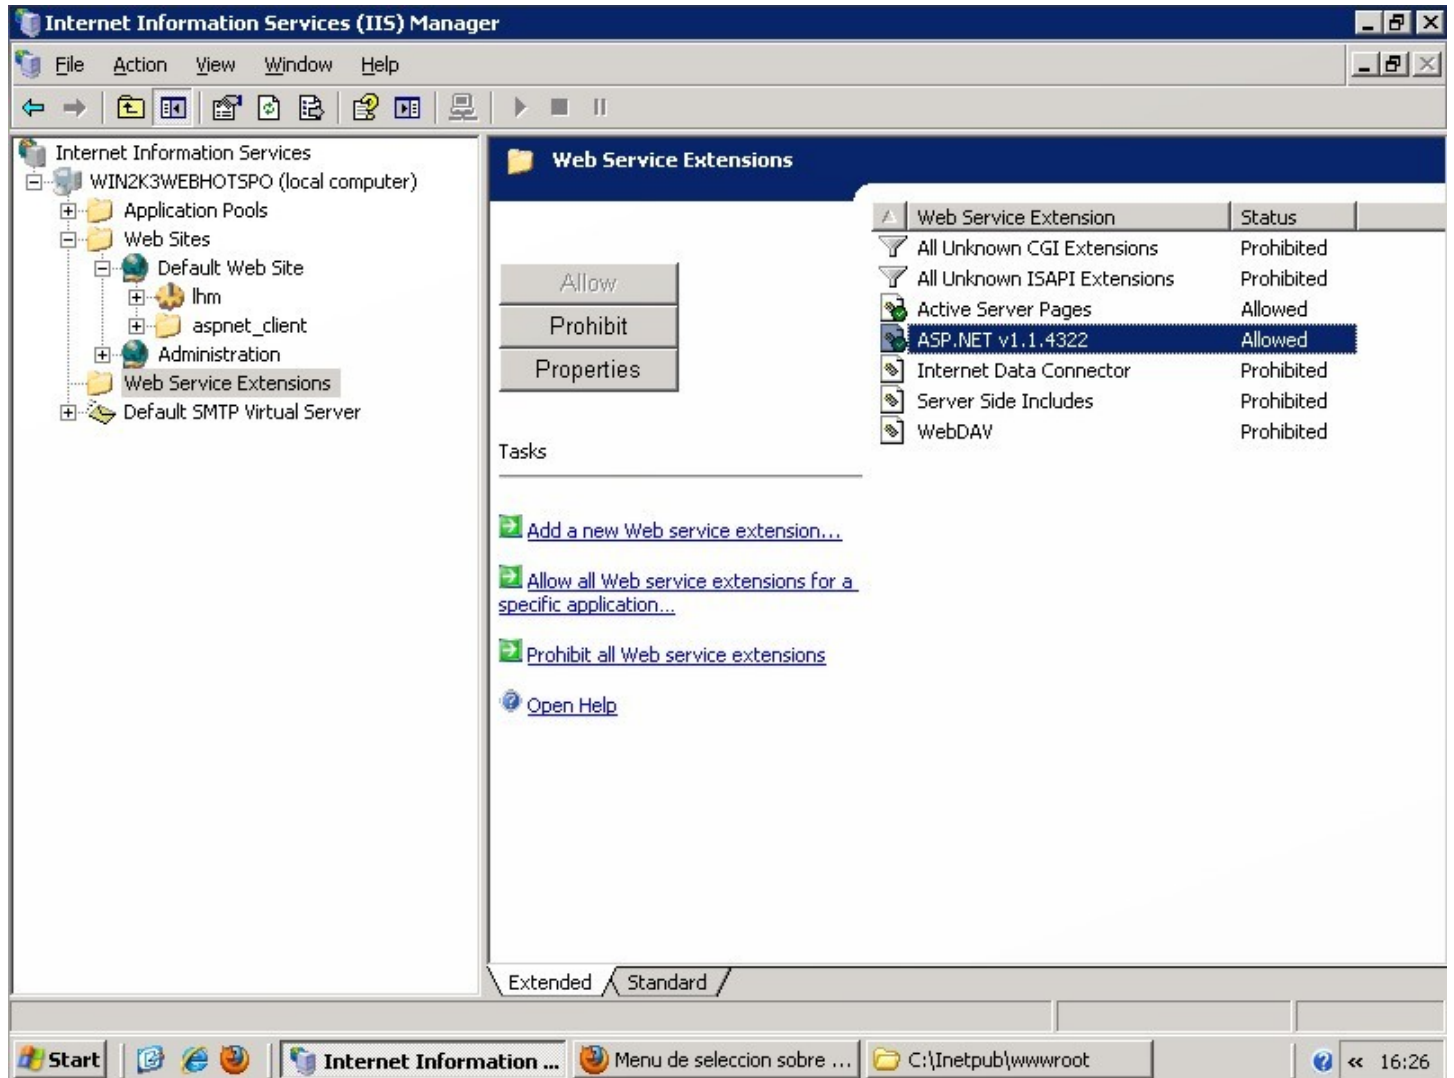 Internet Information Services (IIS) Manager
File Action View Window Help
Internet Information Services
WIN2K3WEBHOTSPO (local computer)
Application Pools
Web Sites
Default Web Site
lhm
aspnet_client
Administration
Web Service Extensions
Default SMTP Virtual Server
Web Service Extensions
Allow
Prohibit
Properties
Tasks
Add a new Web service extension...
Allow all Web service extensions for a
specific application...
Prohibit all Web service extensions
Open Help
Web Service Extension Status
All Unknown CGI Extensions Prohibited
All Unknown ISAPI Extensions Prohibited
Active Server Pages Allowed
ASP.NET v1.1.4322 Allowed
Internet Data Connector Prohibited
Server Side Includes Prohibited
WebDAV Prohibited
Extended Standard
Start Internet Information ... Menu de seleccion sobre ... C:\Inetpub\wwwroot « 16:26